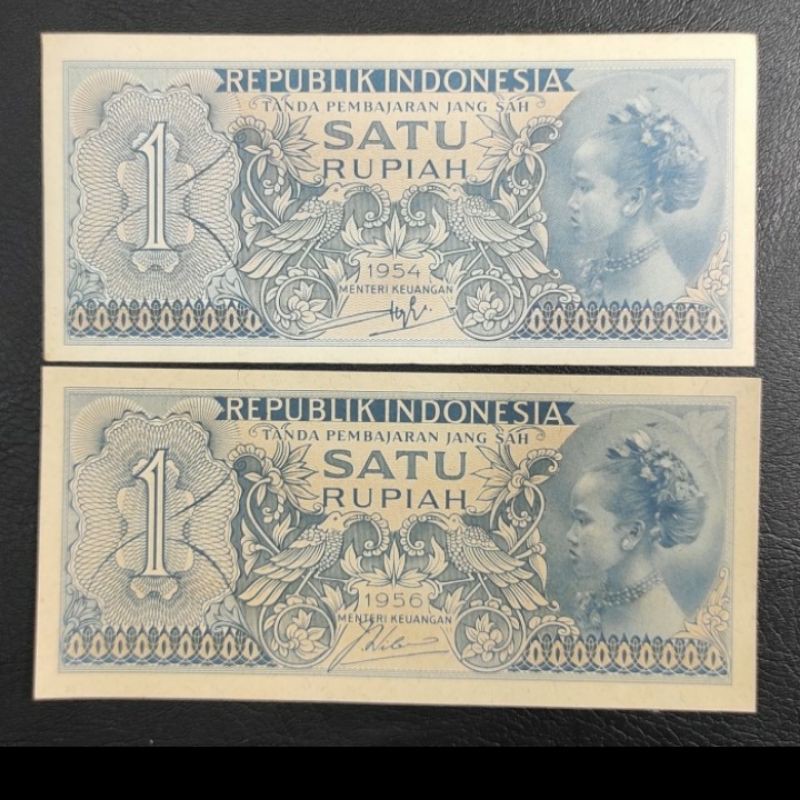 REPUBLIK INDONESIA
TANDA PEMBAJARAN JANG SAH
1
SATU
RUPIAH
1954
MENTERI KEUANGAN
REPUBLIK INDONESIA
TANDA PEMBAJARAN JANG SAH
1
SATU
RUPIAH
1956
MENTERI KEUANGAN